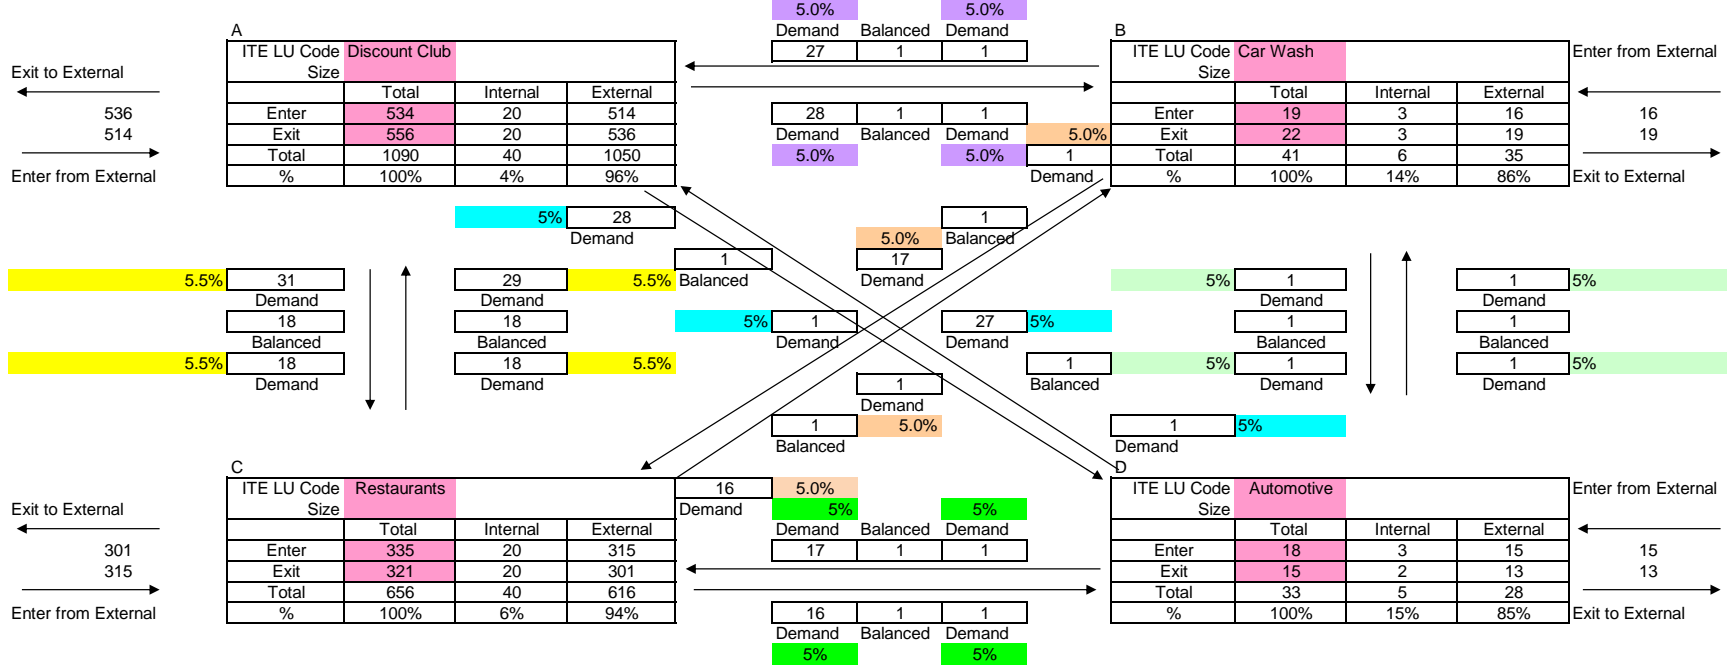 5.0% 5.0%
Demand Balanced Demand
A B
27 1 1
ITE LU Code Discount Club
Size
Total Internal External
Enter 534 20 514
Exit 556 20 536
Total 1090 40 1050
% 100% 4% 96%
Exit to External
536
514
Enter from External
28 1 1
Demand Balanced Demand 5.0%
5.0% 5.0% 1
Demand
ITE LU Code Car Wash
Size
Total Internal External
Enter 19 3 16
Exit 22 3 19
Total 41 6 35
% 100% 14% 86%
Enter from External
16
19
Exit to External
5% 28 1
Demand 5.0% Balanced
1 17
Balanced Demand
5.5% 31 29 5.5%
Demand Demand
18 18
Balanced Balanced
5.5% 18 18 5.5%
Demand Demand
5% 1 27 5%
Demand Demand
5% 1 1 5%
Demand Demand
1 1
Balanced Balanced
1 5% 1 1 5%
Balanced Demand Demand
1
Demand
1 5.0% 1 5%
Balanced Demand
C D
ITE LU Code Restaurants
Size
Total Internal External
Enter 335 20 315
Exit 321 20 301
Total 656 40 616
% 100% 6% 94%
Exit to External
301
315
Enter from External
16 5.0%
Demand 5% 5%
Demand Balanced Demand
17 1 1
16 1 1
Demand Balanced Demand
5% 5%
ITE LU Code Automotive
Size
Total Internal External
Enter 18 3 15
Exit 15 2 13
Total 33 5 28
% 100% 15% 85%
Enter from External
15
13
Exit to External